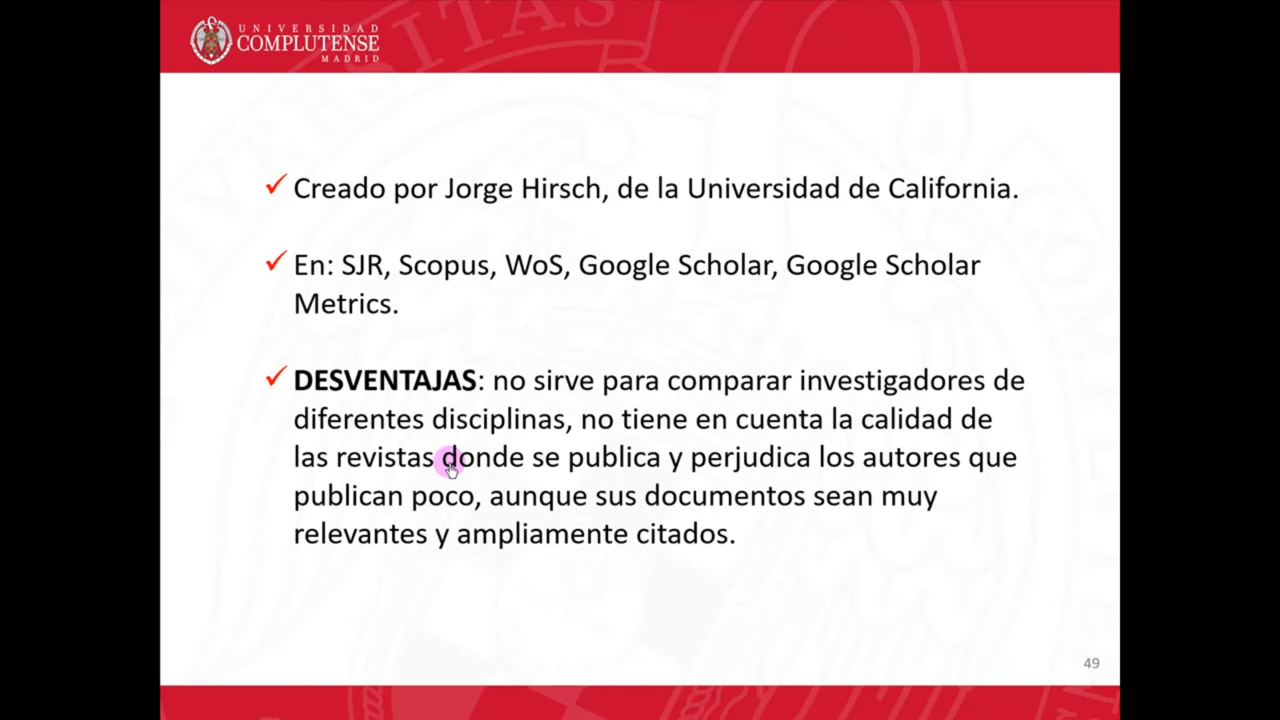 UNIVERSIDAD
COMPLUTENSE
MADRID
Creado por Jorge Hirsch, de la Universidad de California.
En: SJR, Scopus, WoS, Google Scholar, Google Scholar
Metrics.
DESVENTAJAS: no sirve para comparar investigadores de
diferentes disciplinas, no tiene en cuenta la calidad de
las revistas donde se publica y perjudica los autores que
publican poco, aunque sus documentos sean muy
relevantes y ampliamente citados.
49